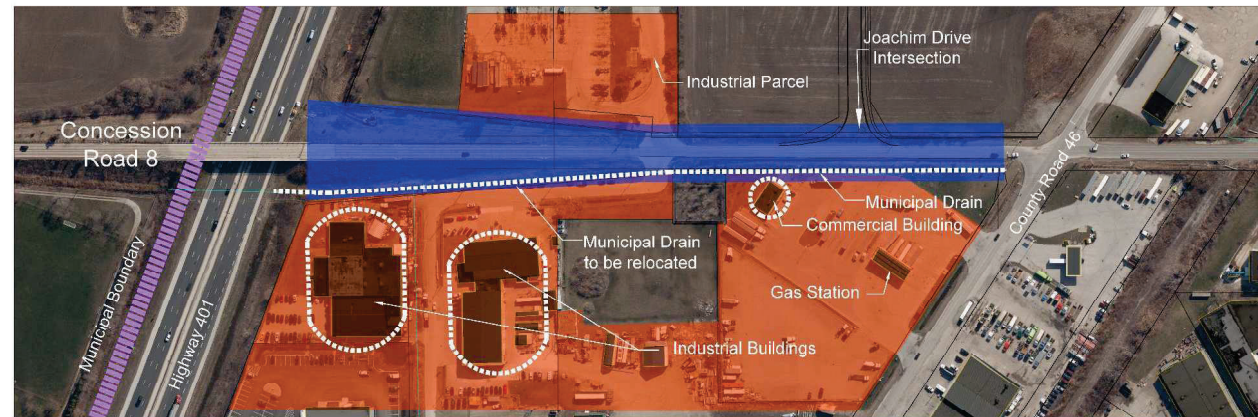 Joachim Drive
Intersection
Industrial Parcel
Concession
Road 8
County Road 46
Municipal Drain
Commercial Building
Municipal Drain
to be relocated
Municipal Boundary
Highway 401
Gas Station
Industrial Buildings